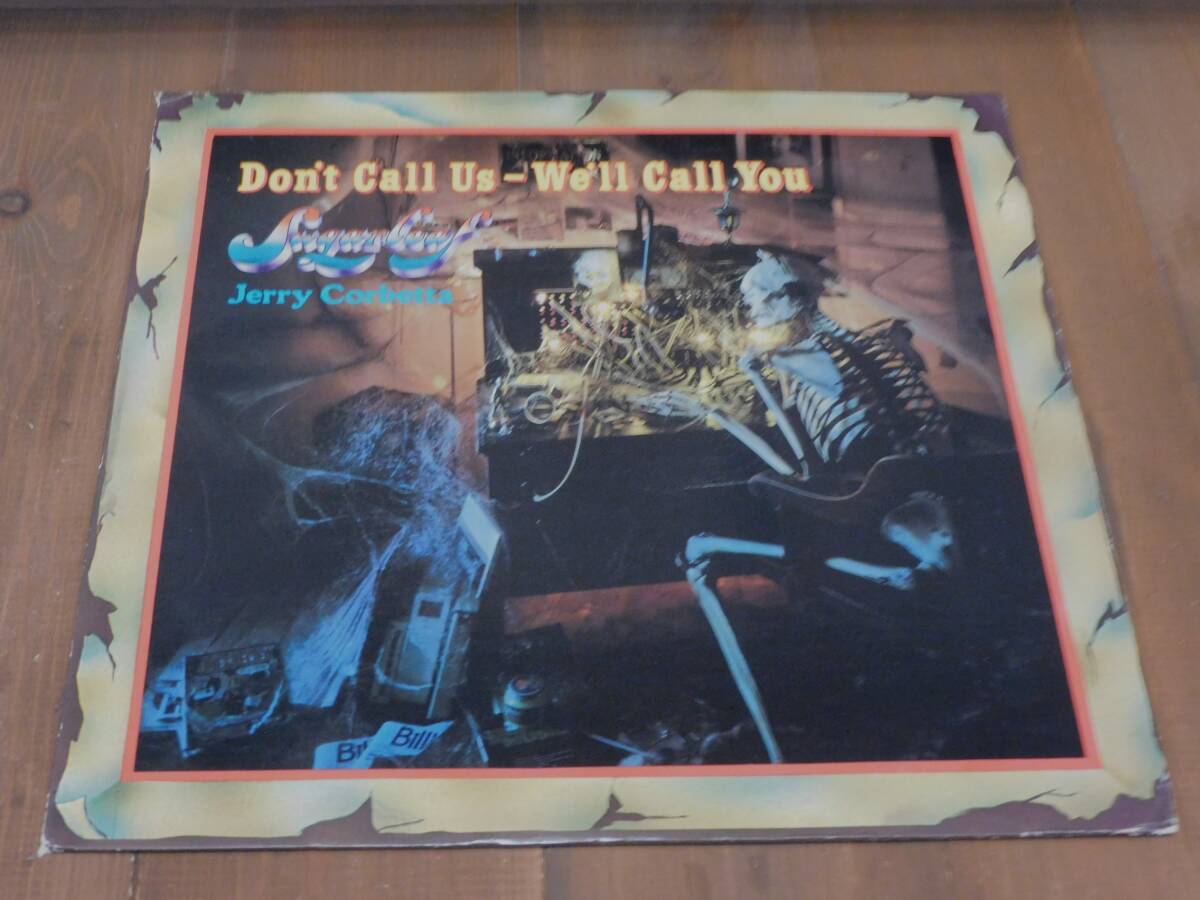 Don't Call Us – We'll Call You
Sugarloaf
Jerry Corbetta
Bill